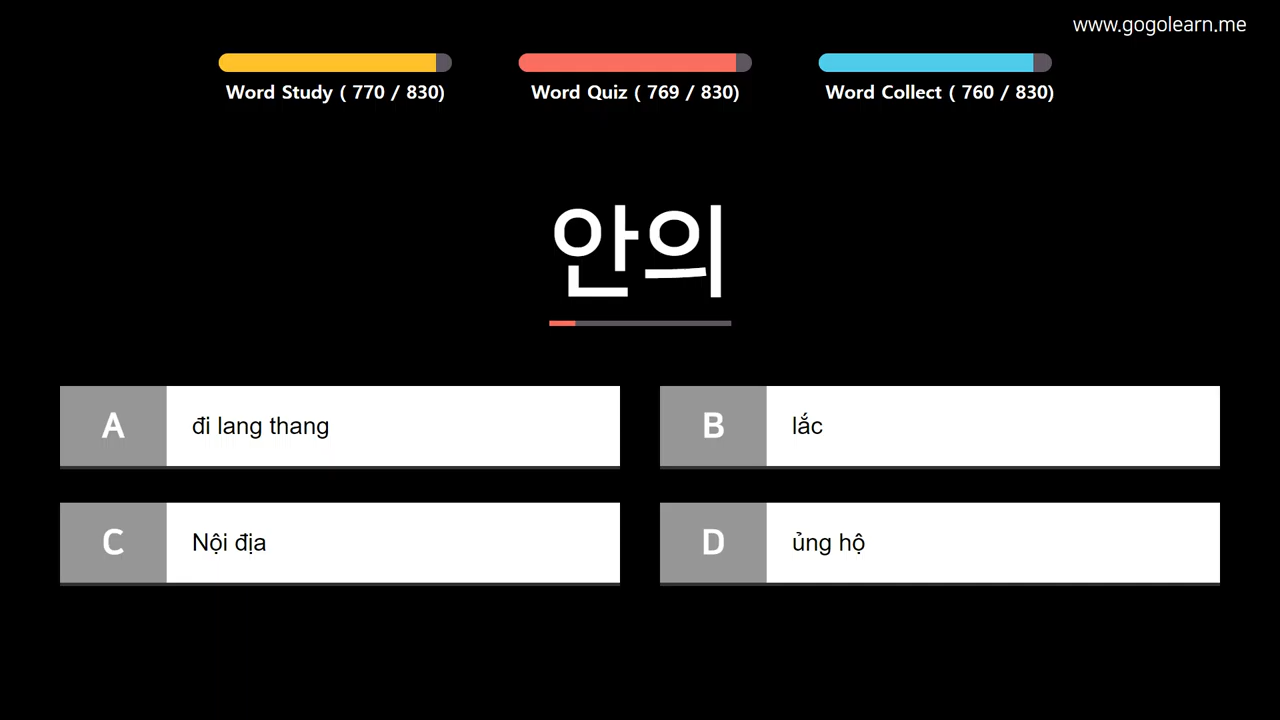 www.gogolearn.me
Word Study ( 770 / 830)
Word Quiz ( 769 / 830)
Word Collect ( 760 / 830)
안의
A đi lang thang
B lắc
C Nội địa
D ủng hộ